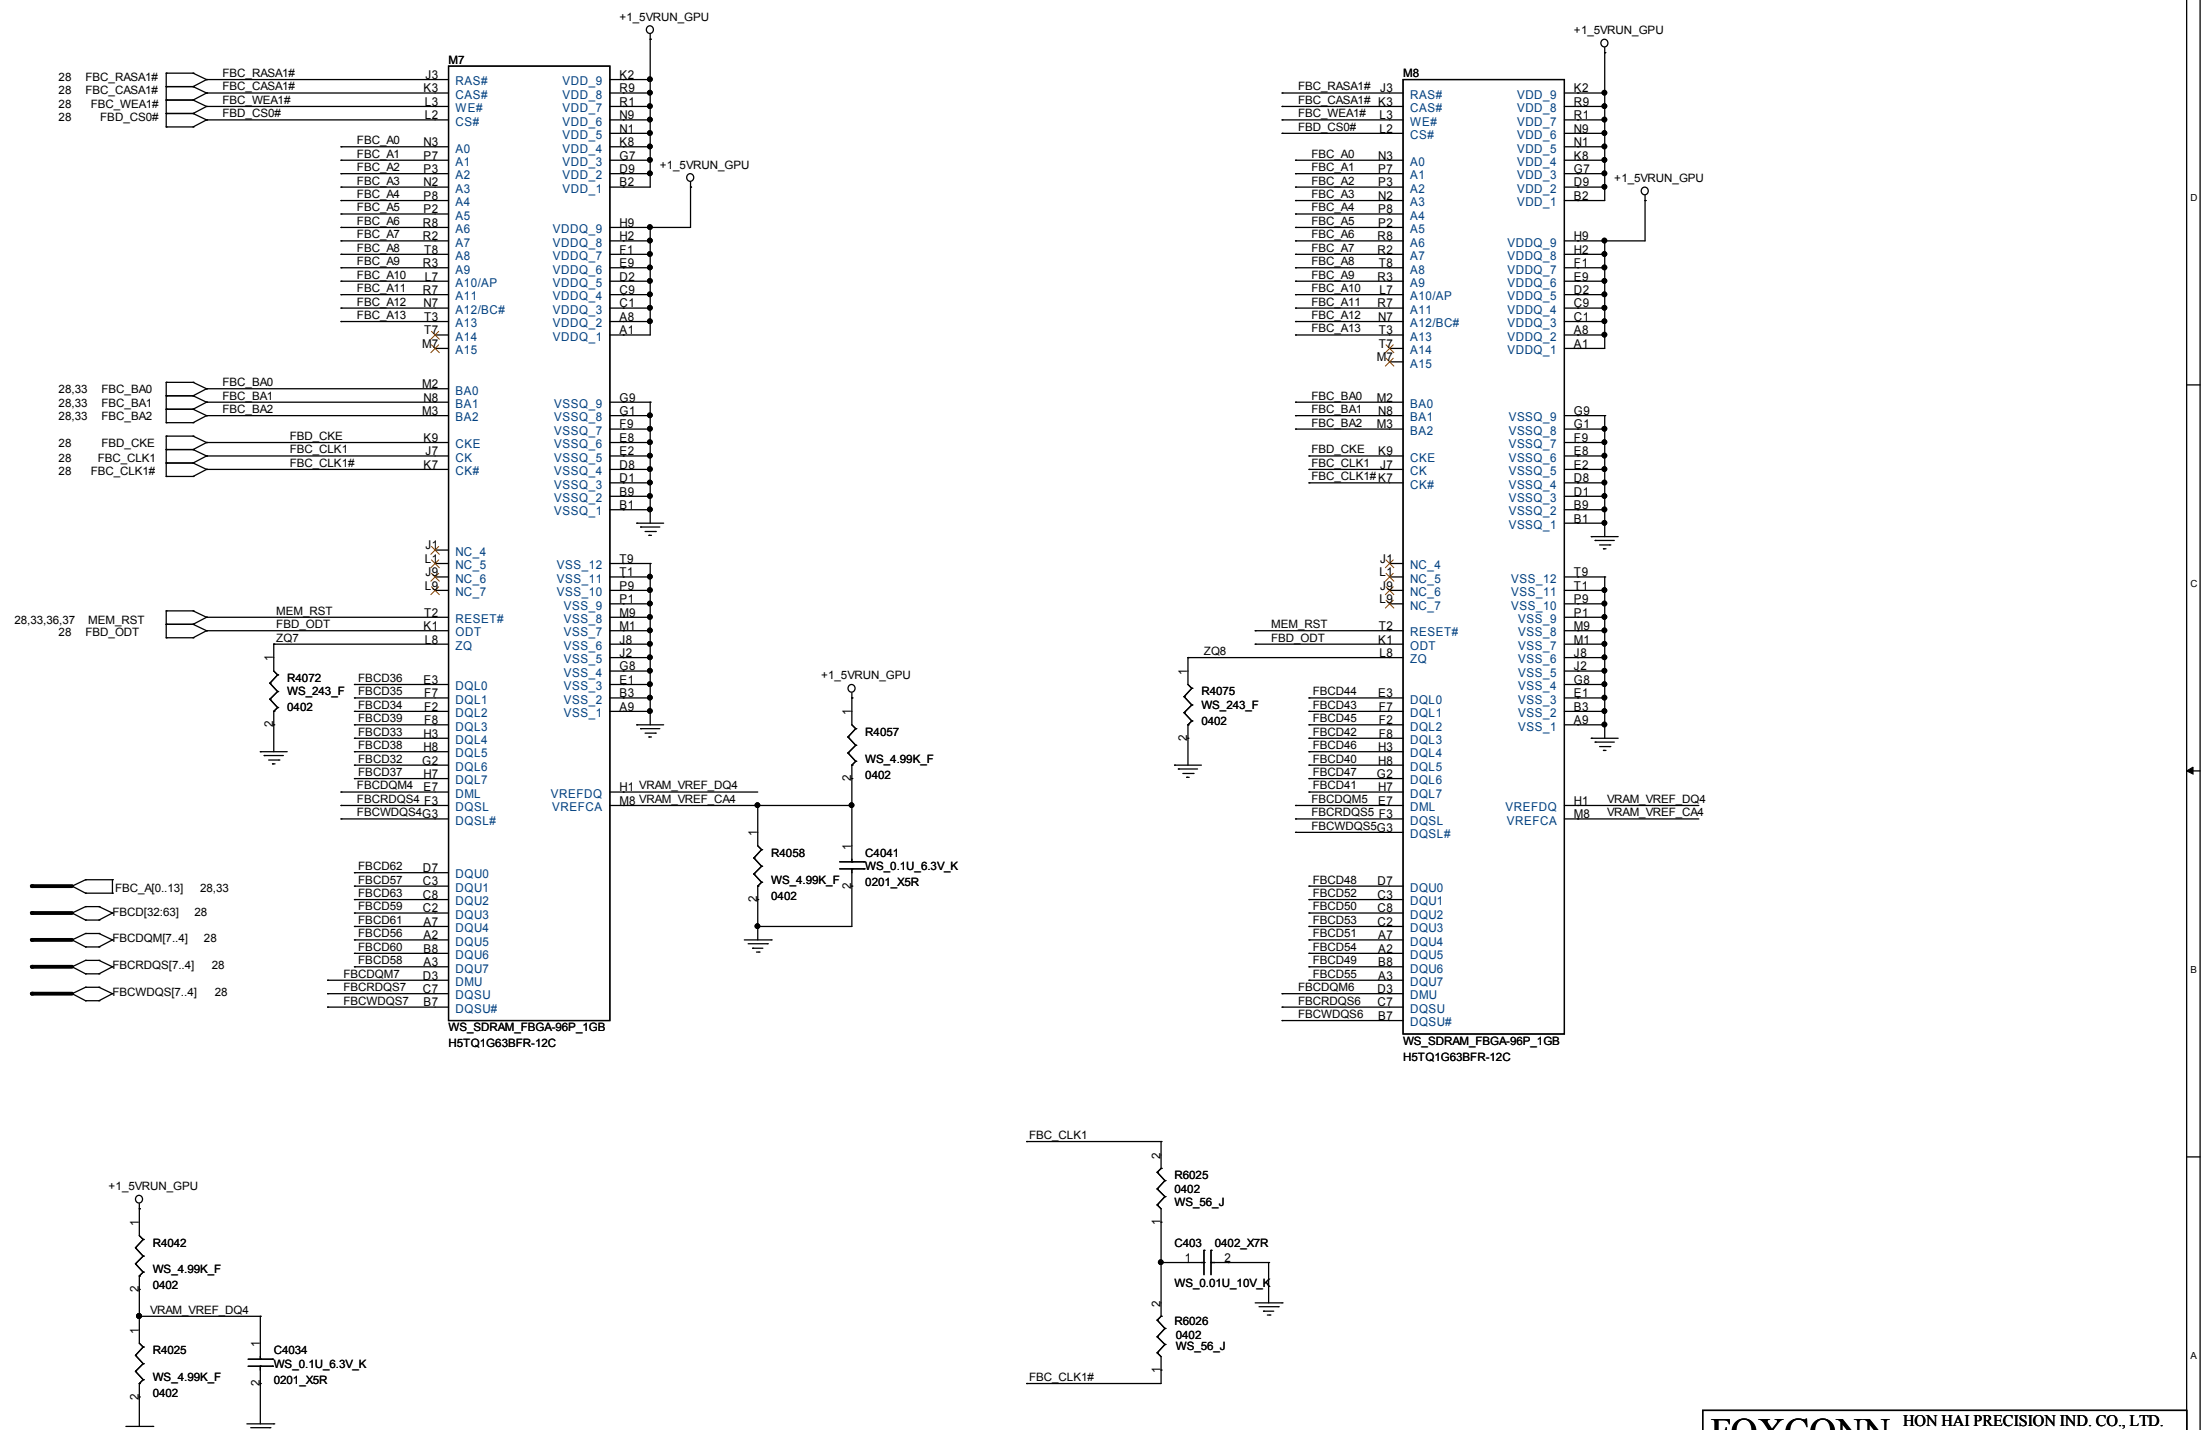 +1_5VRUN_GPU
M7
28 FBC_RASA1# FBC_RASA1# J3 RAS# VDD_9 K2
28 FBC_CASA1# FBC_CASA1# K3 CAS# VDD_8 R9
28 FBC_WEA1# FBC_WEA1# L3 WE# VDD_7 R1
28 FBD_CS0# FBD_CS0# L2 CS# VDD_6 N9
VDD_5 N1
FBC_A0 N3 A0 VDD_4 K8
FBC_A1 P7 A1 VDD_3 G7
FBC_A2 P3 A2 VDD_2 D9
FBC_A3 N2 A3 VDD_1 B2
+1_5VRUN_GPU
FBC_A4 P8 A4
FBC_A5 P2 A5
FBC_A6 R8 A6 VDDQ_9 H9
FBC_A7 R2 A7 VDDQ_8 H2
FBC_A8 T8 A8 VDDQ_7 F1
FBC_A9 R3 A9 VDDQ_6 E9
FBC_A10 L7 A10/AP VDDQ_5 D2
FBC_A11 R7 A11 VDDQ_4 C9
FBC_A12 N7 A12/BC# VDDQ_3 C1
FBC_A13 T3 A13 VDDQ_2 A8
T7 A14 VDDQ_1 A1
M7 A15
28,33 FBC_BA0 FBC_BA0 M2 BA0
28,33 FBC_BA1 FBC_BA1 N8 BA1 VSSQ_9 G9
28,33 FBC_BA2 FBC_BA2 M3 BA2 VSSQ_8 G1
VSSQ_7 F9
28 FBD_CKE FBD_CKE K9 CKE VSSQ_6 E8
28 FBC_CLK1 FBC_CLK1 J7 CK VSSQ_5 E2
28 FBC_CLK1# FBC_CLK1# K7 CK# VSSQ_4 D8
VSSQ_3 D1
VSSQ_2 B9
VSSQ_1 B1
J1 NC_4
L1 NC_5 VSS_12 T9
J9 NC_6 VSS_11 T1
L9 NC_7 VSS_10 P9
VSS_9 P1
28,33,36,37 MEM_RST MEM_RST T2 RESET# VSS_8 M9
28 FBD_ODT FBD_ODT K1 ODT VSS_7 M1
ZQ7 L8 ZQ VSS_6 J8
VSS_5 J2
VSS_4 G8
VSS_3 E1
VSS_2 B3
VSS_1 A9
1 R4072
WS_243_F
2 0402
FBCD36 E3 DQL0
FBCD35 F7 DQL1
FBCD34 F2 DQL2
FBCD39 F8 DQL3
FBCD33 H3 DQL4
FBCD38 H8 DQL5
FBCD32 G2 DQL6
FBCD37 H7 DQL7
FBCDQM4 E7 DML VREFDQ H1 VRAM_VREF_DQ4
FBCRDQS4 F3 DQSL VREFCA M8 VRAM_VREF_CA4
FBCWDQS4 G3 DQSL#
+1_5VRUN_GPU
1 R4057
WS_4.99K_F
2 0402
1 R4058
WS_4.99K_F
2 0402
1 C4041
WS_0.1U_6.3V_K
2 0201_X5R
FBCD62 D7 DQU0
FBCD57 C3 DQU1
FBCD63 C8 DQU2
FBCD59 C2 DQU3
FBCD61 A7 DQU4
FBCD56 A2 DQU5
FBCD60 B8 DQU6
FBCD58 A3 DQU7
FBCDQM7 D3 DMU
FBCRDQS7 C7 DQSU
FBCWDQS7 B7 DQSU#
WS_SDRAM_FBGA-96P_1GB
H5TQ1G63BFR-12C
FBC_A[0..13] 28,33
FBCD[32:63] 28
FBCDQM[7..4] 28
FBCRDQS[7..4] 28
FBCWDQS[7..4] 28
+1_5VRUN_GPU
M8
FBC_RASA1# J3 RAS# VDD_9 K2
FBC_CASA1# K3 CAS# VDD_8 R9
FBC_WEA1# L3 WE# VDD_7 R1
FBD_CS0# L2 CS# VDD_6 N9
VDD_5 N1
FBC_A0 N3 A0 VDD_4 K8
FBC_A1 P7 A1 VDD_3 G7
FBC_A2 P3 A2 VDD_2 D9
FBC_A3 N2 A3 VDD_1 B2
+1_5VRUN_GPU
FBC_A4 P8 A4
FBC_A5 P2 A5
FBC_A6 R8 A6 VDDQ_9 H9
FBC_A7 R2 A7 VDDQ_8 H2
FBC_A8 T8 A8 VDDQ_7 F1
FBC_A9 R3 A9 VDDQ_6 E9
FBC_A10 L7 A10/AP VDDQ_5 D2
FBC_A11 R7 A11 VDDQ_4 C9
FBC_A12 N7 A12/BC# VDDQ_3 C1
FBC_A13 T3 A13 VDDQ_2 A8
T7 A14 VDDQ_1 A1
M7 A15
FBC_BA0 M2 BA0
FBC_BA1 N8 BA1 VSSQ_9 G9
FBC_BA2 M3 BA2 VSSQ_8 G1
VSSQ_7 F9
FBD_CKE K9 CKE VSSQ_6 E8
FBC_CLK1 J7 CK VSSQ_5 E2
FBC_CLK1# K7 CK# VSSQ_4 D8
VSSQ_3 D1
VSSQ_2 B9
VSSQ_1 B1
J1 NC_4
L1 NC_5 VSS_12 T9
J9 NC_6 VSS_11 T1
L9 NC_7 VSS_10 P9
VSS_9 P1
MEM_RST T2 RESET# VSS_8 M9
FBD_ODT K1 ODT VSS_7 M1
ZQ8 L8 ZQ VSS_6 J8
VSS_5 J2
VSS_4 G8
VSS_3 E1
VSS_2 B3
VSS_1 A9
1 R4075
WS_243_F
2 0402
FBCD44 E3 DQL0
FBCD43 F7 DQL1
FBCD45 F2 DQL2
FBCD42 F8 DQL3
FBCD46 H3 DQL4
FBCD40 H8 DQL5
FBCD47 G2 DQL6
FBCD41 H7 DQL7
FBCDQM5 E7 DML VREFDQ H1 VRAM_VREF_DQ4
FBCRDQS5 F3 DQSL VREFCA M8 VRAM_VREF_CA4
FBCWDQS5 G3 DQSL#
FBCD48 D7 DQU0
FBCD52 C3 DQU1
FBCD50 C8 DQU2
FBCD53 C2 DQU3
FBCD51 A7 DQU4
FBCD54 A2 DQU5
FBCD49 B8 DQU6
FBCD55 A3 DQU7
FBCDQM6 D3 DMU
FBCRDQS6 C7 DQSU
FBCWDQS6 B7 DQSU#
WS_SDRAM_FBGA-96P_1GB
H5TQ1G63BFR-12C
+1_5VRUN_GPU
1 R4042
WS_4.99K_F
2 0402
VRAM_VREF_DQ4
1 R4025
WS_4.99K_F
2 0402
1 C4034
WS_0.1U_6.3V_K
2 0201_X5R
FBC_CLK1
2 R6025
0402
1 WS_56_J
C403 0402_X7R
1 2
WS_0.01U_10V_K
2 R6026
0402
WS_56_J
1
FBC_CLK1#
D
C
B
A
FOXCONN HON HAI PRECISION IND. CO., LTD.